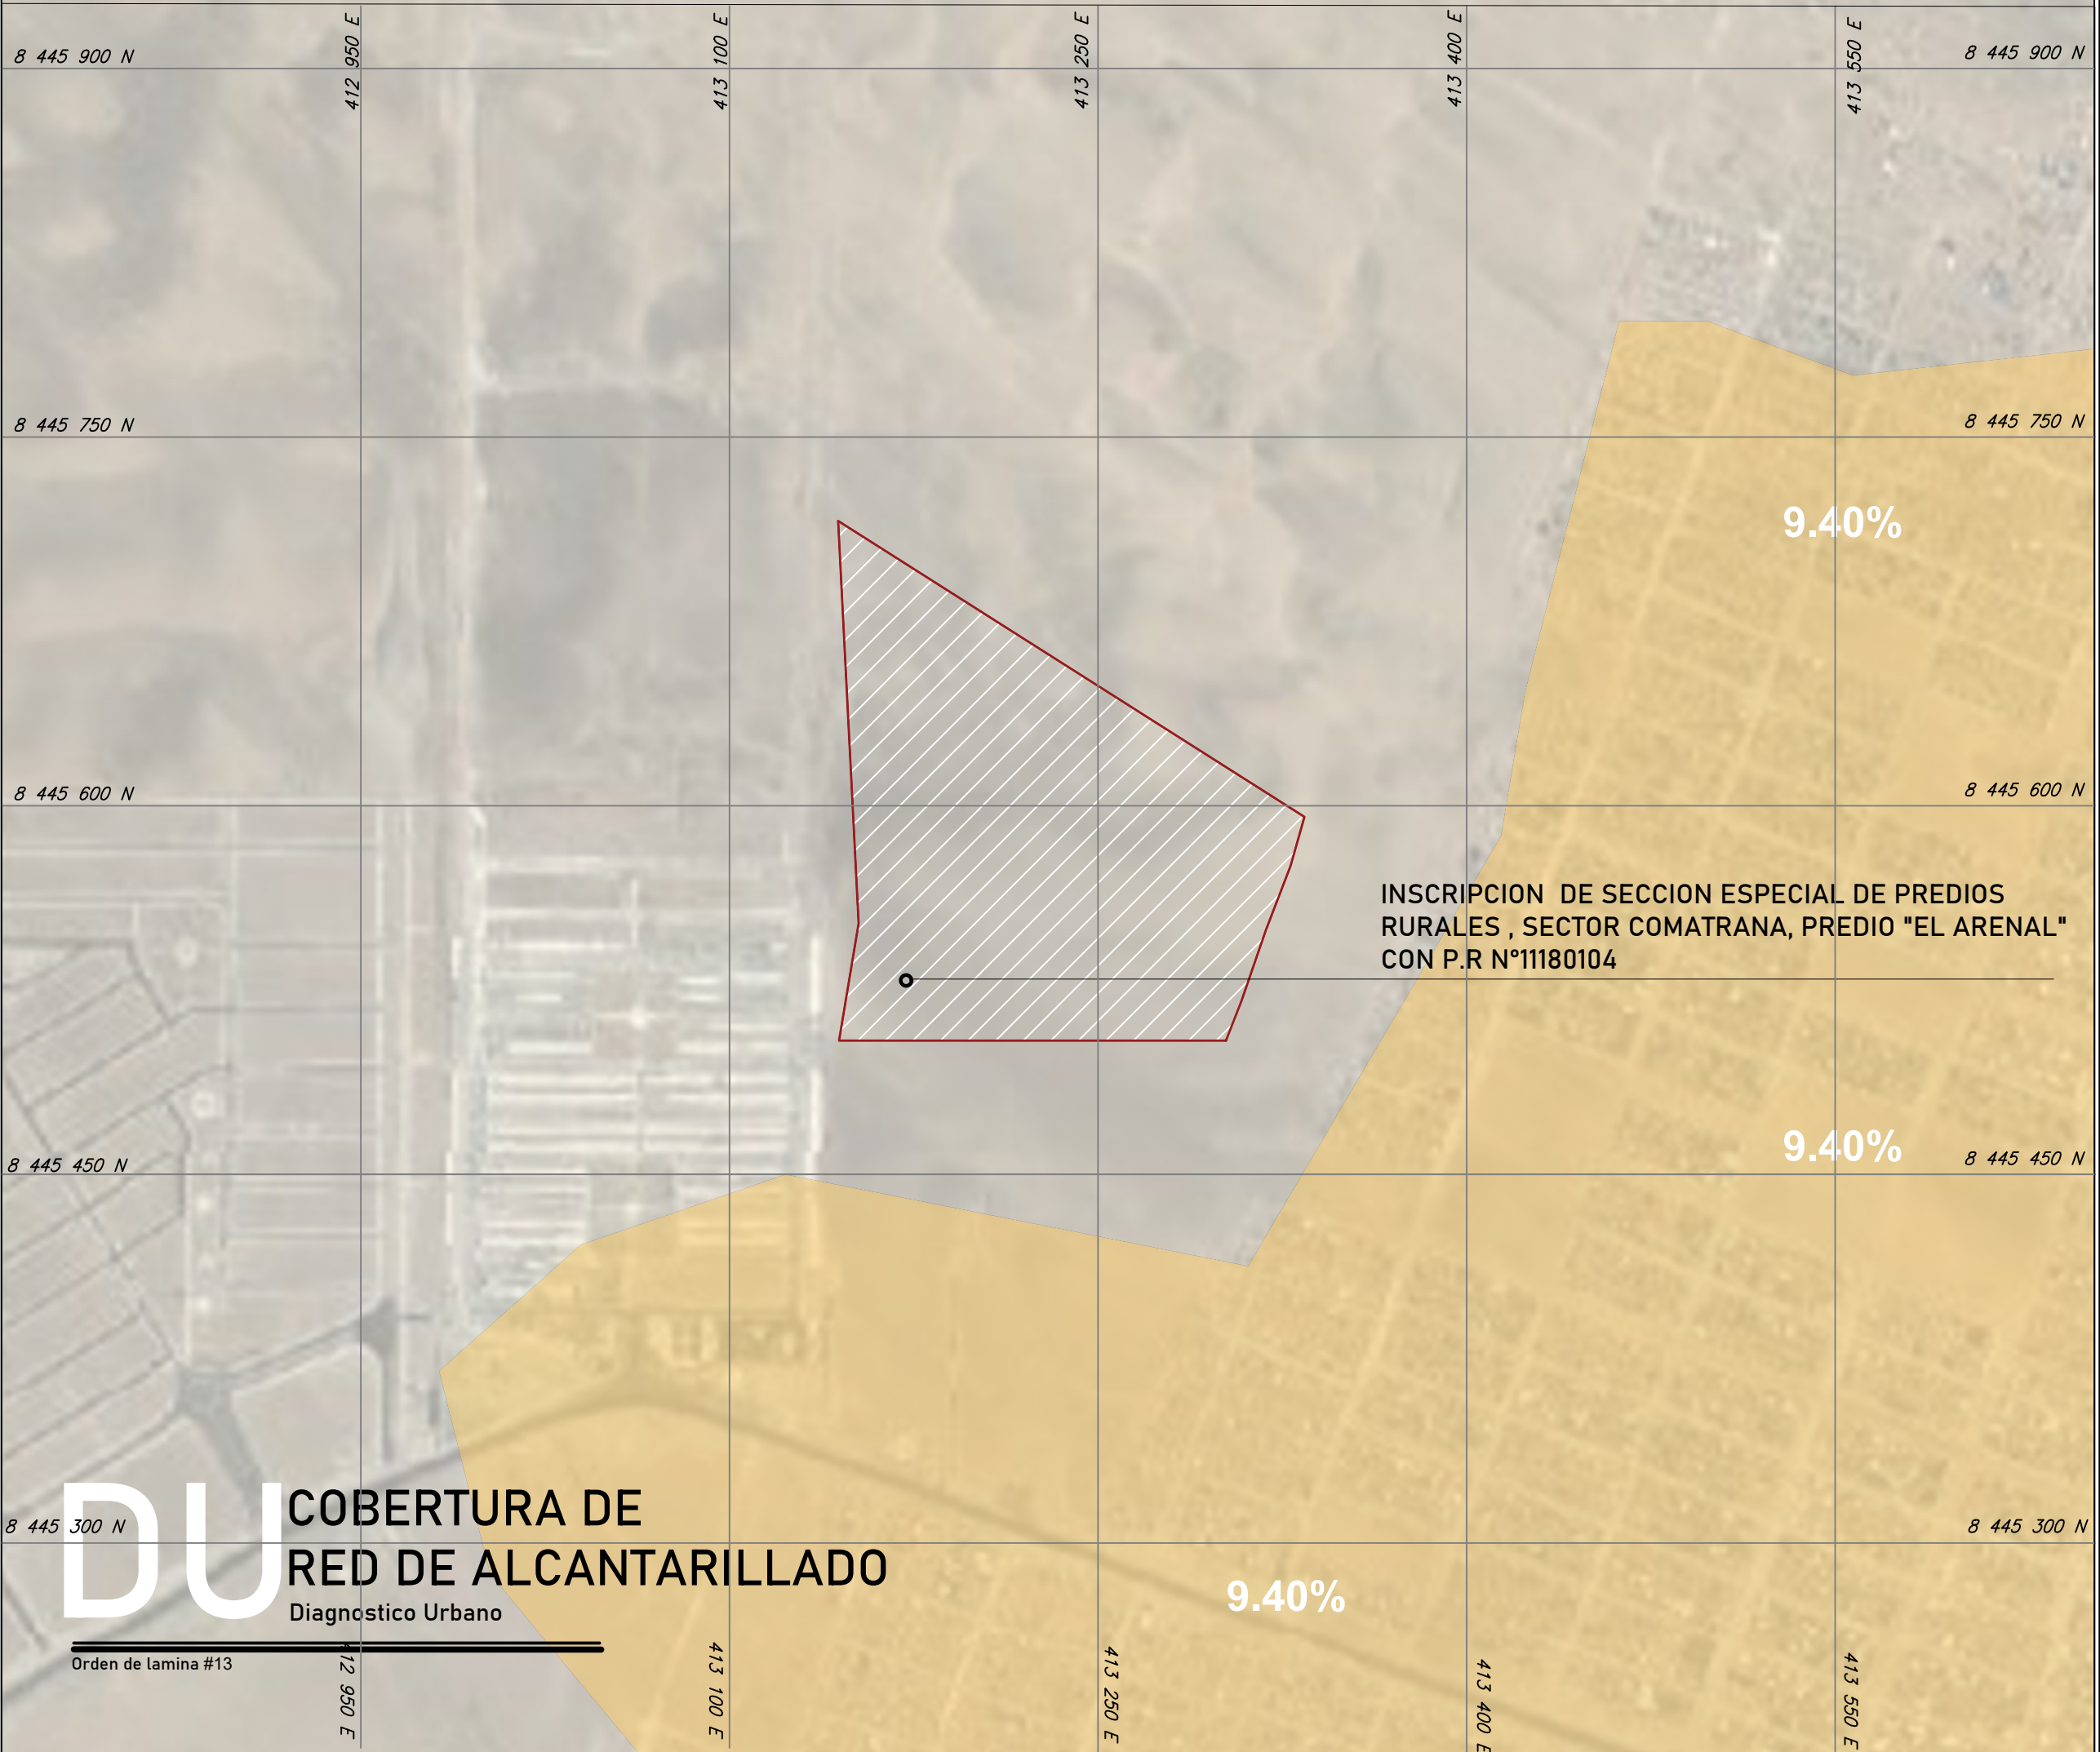 412 950 E
413 100 E
413 250 E
413 400 E
413 550 E
8 445 900 N
8 445 900 N
8 445 750 N
8 445 750 N
9.40%
8 445 600 N
8 445 600 N
INSCRIPCION DE SECCION ESPECIAL DE PREDIOS
RURALES , SECTOR COMATRANA, PREDIO "EL ARENAL"
CON P.R N°11180104
9.40%
8 445 450 N
8 445 450 N
DU
COBERTURA DE
RED DE ALCANTARILLADO
Diagnostico Urbano
8 445 300 N
8 445 300 N
9.40%
Orden de lamina #13
412 950 E
413 100 E
413 250 E
413 400 E
413 550 E